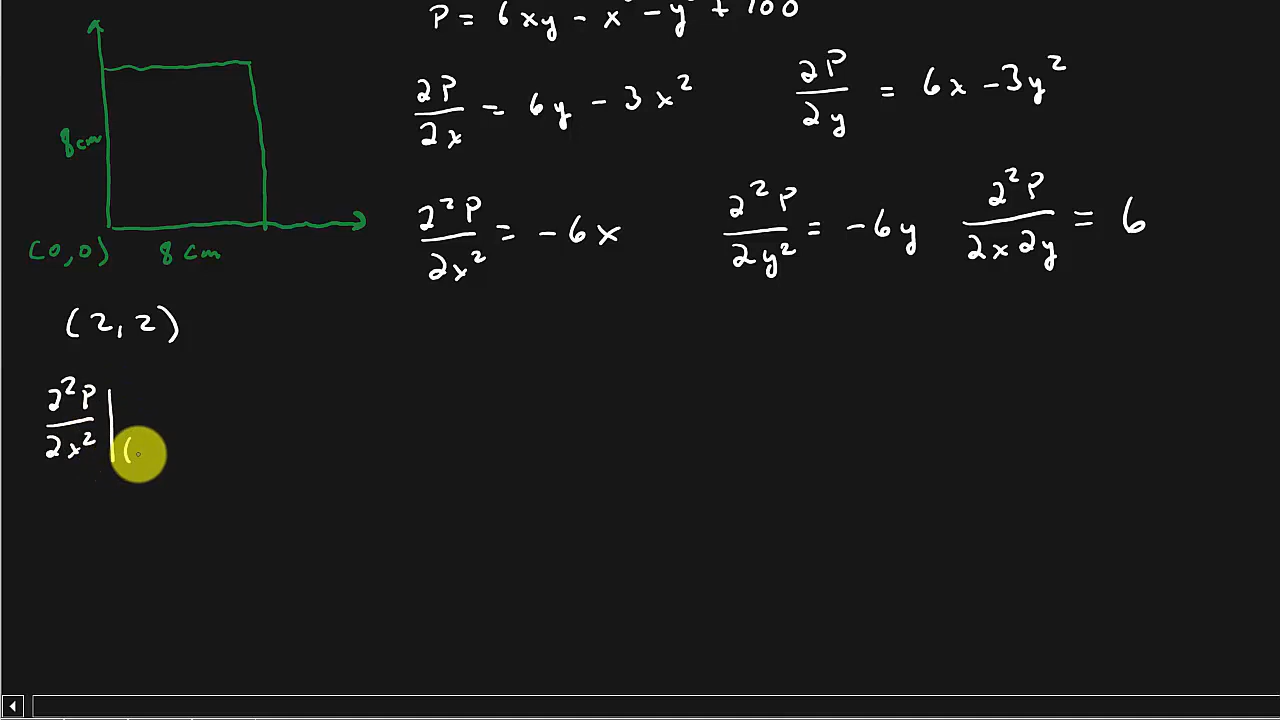 P = 6xy - x - y + 100
∂P/∂x = 6y - 3x²
∂P/∂y = 6x - 3y²
8cm
∂²P/∂x² = -6x
∂²P/∂y² = -6y
∂²P/∂x∂y = 6
(0,0)
8 cm
(2,2)
∂²P/∂x² | (